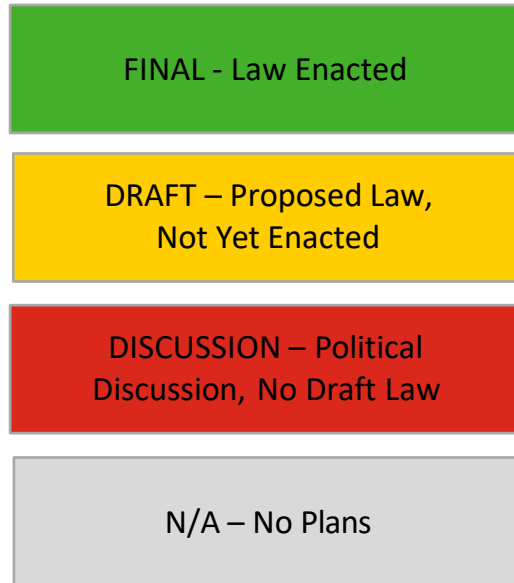 FINAL - Law Enacted
DRAFT – Proposed Law,
Not Yet Enacted
DISCUSSION – Political
Discussion, No Draft Law
N/A – No Plans